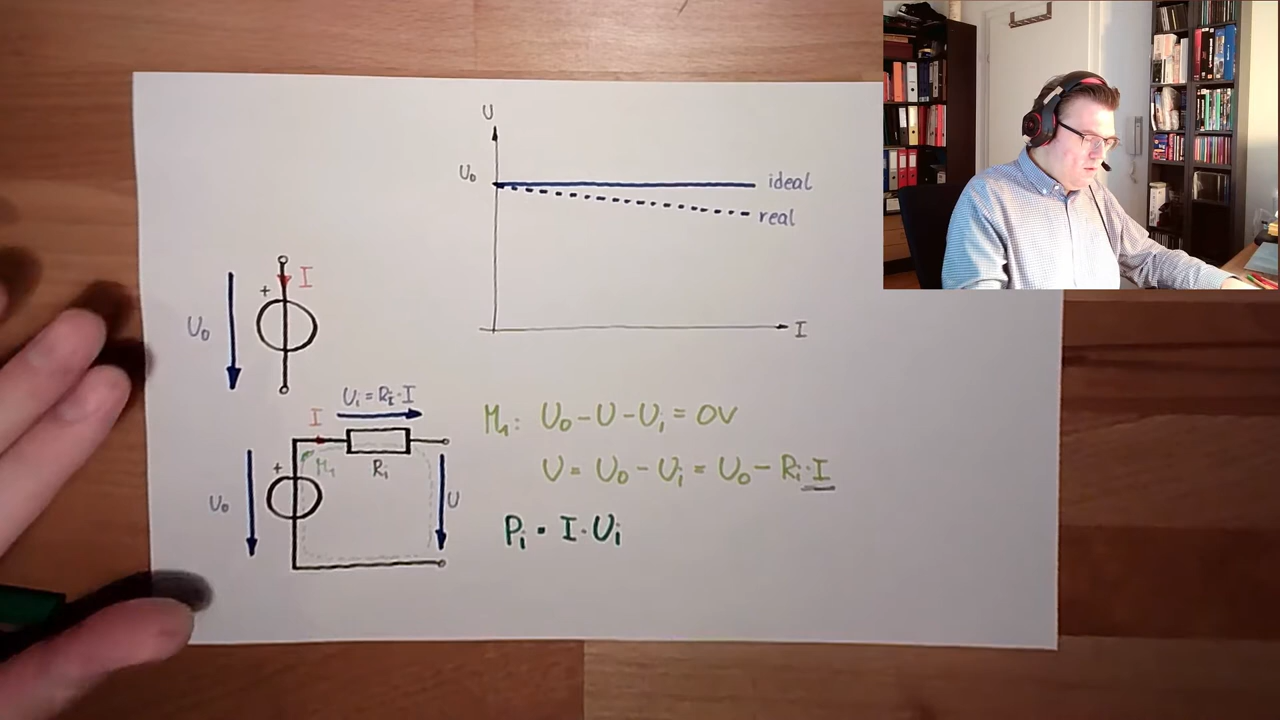 U
U₀
ideal
real
I
I
+
U₀
Uᵢ = Rᵢ · I
I
M₁
Rᵢ
+
U₀
U
M₁: U₀ - U - Uᵢ = 0V
U = U₀ - Uᵢ = U₀ - Rᵢ · I
Pᵢ = I · Uᵢ